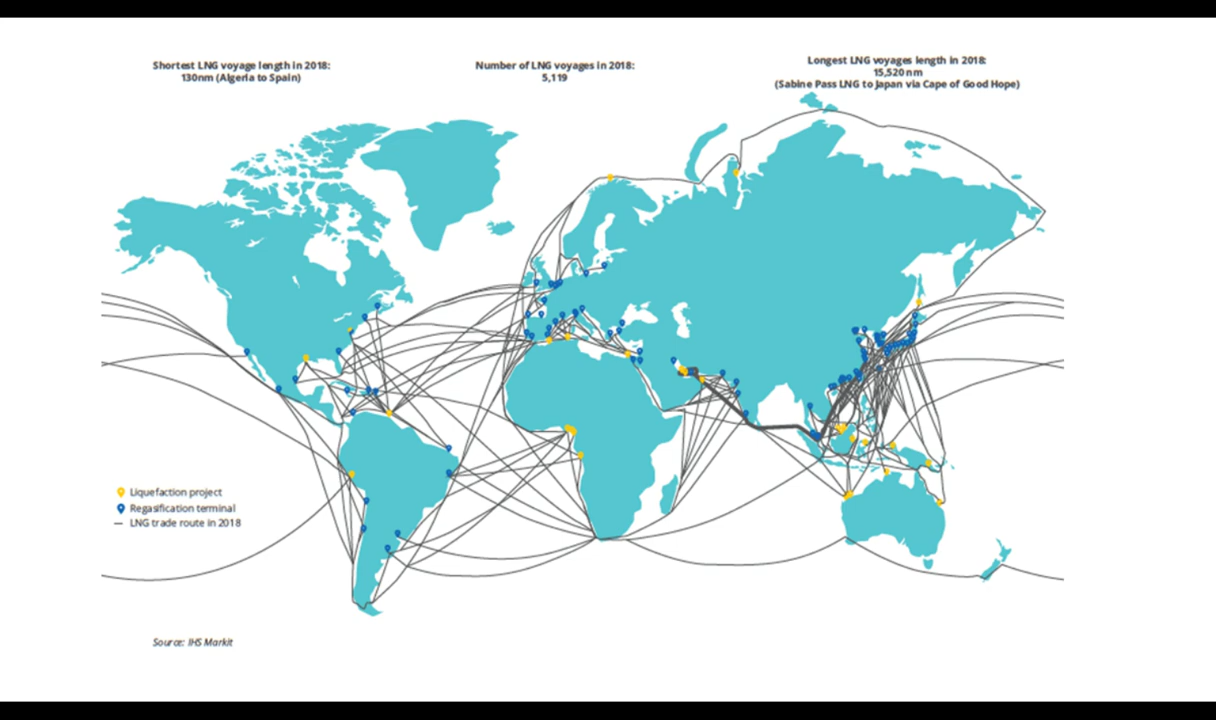 Shortest LNG voyage length in 2018:
130nm (Algeria to Spain)
Number of LNG voyages in 2018:
5,119
Longest LNG voyages length in 2018:
15,520 nm
(Sabine Pass LNG to Japan via Cape of Good Hope)
Liquefaction project
Regasification terminal
LNG trade route in 2018
Source: IHS Markit